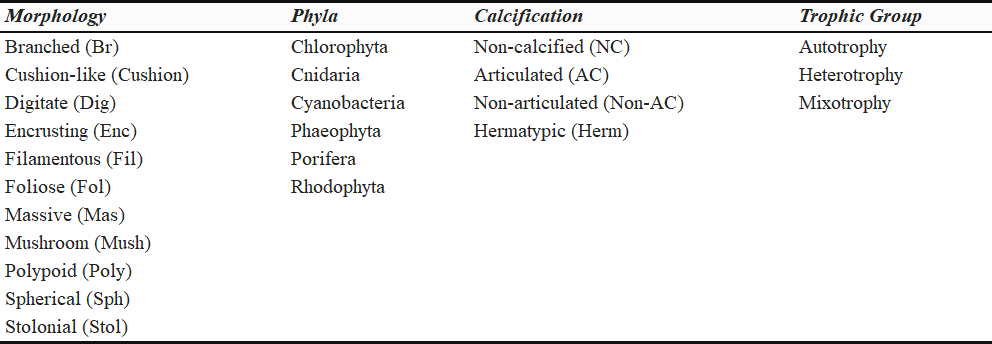 Morphology Phyla Calcification Trophic Group
Branched (Br) Chlorophyta Non-calcified (NC) Autotrophy
Cushion-like (Cushion) Cnidaria Articulated (AC) Heterotrophy
Digitate (Dig) Cyanobacteria Non-articulated (Non-AC) Mixotrophy
Encrusting (Enc) Phaeophyta Hermatypic (Herm)
Filamentous (Fil) Porifera
Foliose (Fol) Rhodophyta
Massive (Mas)
Mushroom (Mush)
Polypoid (Poly)
Spherical (Sph)
Stolonial (Stol)